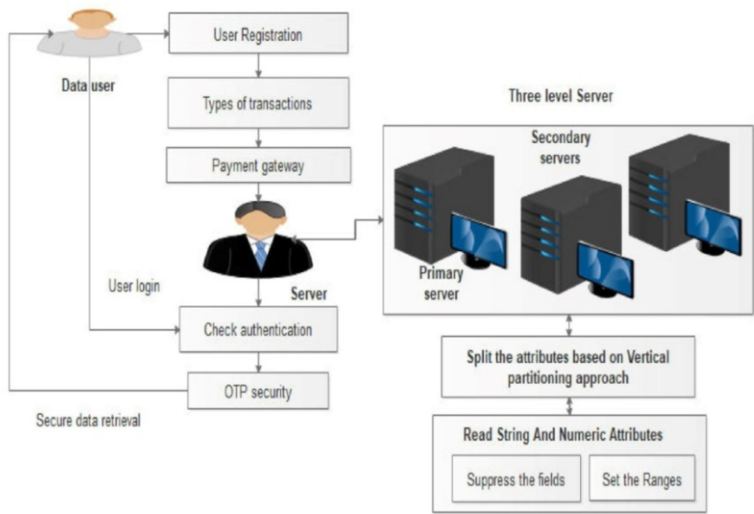 User Registration
Data user
Types of transactions
Payment gateway
Server
User login
Check authentication
OTP security
Secure data retrieval
Three level Server
Secondary
servers
Primary
server
Split the attributes based on Vertical
partitioning approach
Read String And Numeric Attributes
Suppress the fields
Set the Ranges